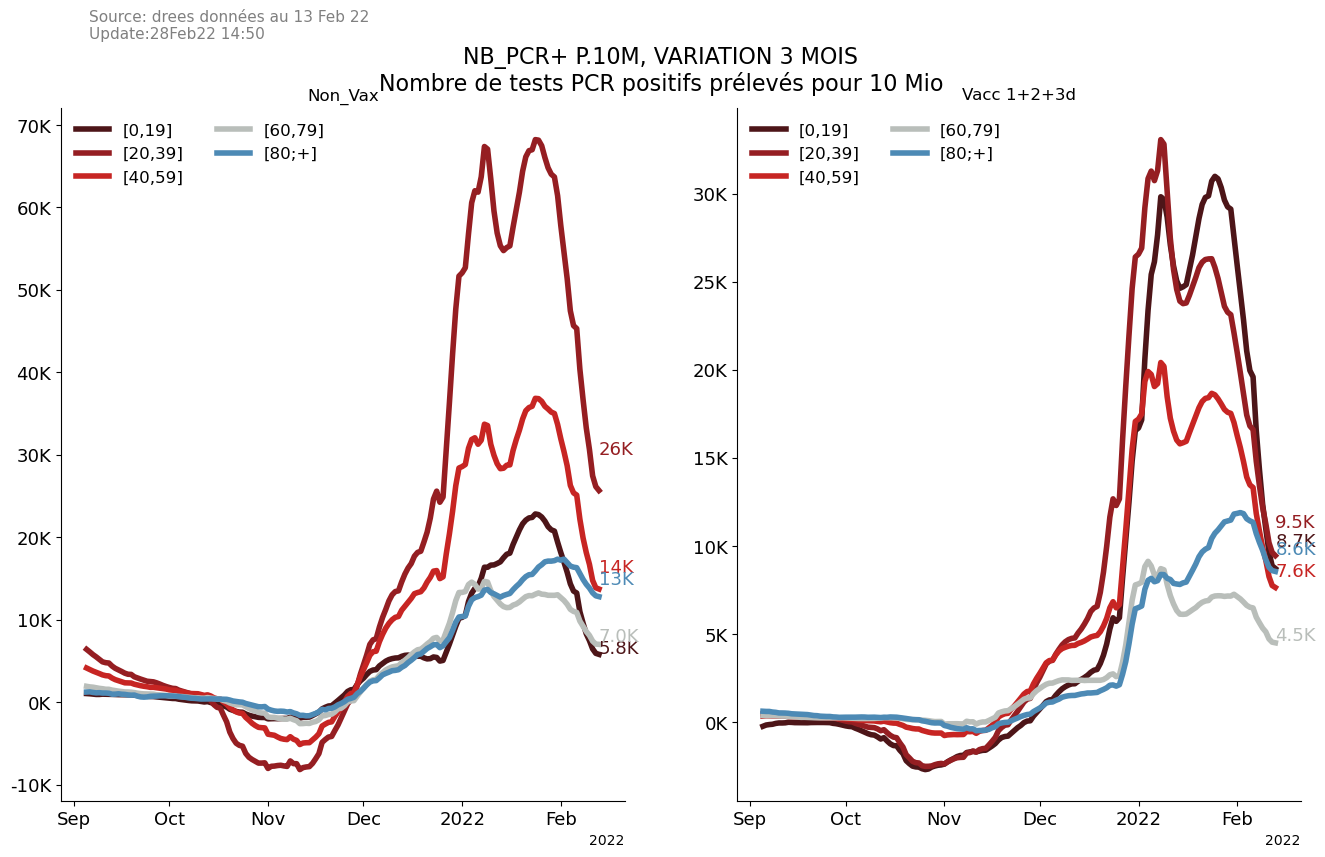 Source: drees données au 13 Feb 22
Update:28Feb22 14:50
NB_PCR+ P.10M, VARIATION 3 MOIS
Nombre de tests PCR positifs prélevés pour 10 Mio
Non_Vax
[0,19]
[20,39]
[40,59]
[60,79]
[80;+]
70K
60K
50K
40K
30K
20K
10K
0K
-10K
26K
14K
13K
7.0K
5.8K
Sep Oct Nov Dec 2022 Feb
2022
Vacc 1+2+3d
[0,19]
[20,39]
[40,59]
[60,79]
[80;+]
30K
25K
20K
15K
10K
5K
0K
9.5K
8.7K
8.6K
7.6K
4.5K
Sep Oct Nov Dec 2022 Feb
2022